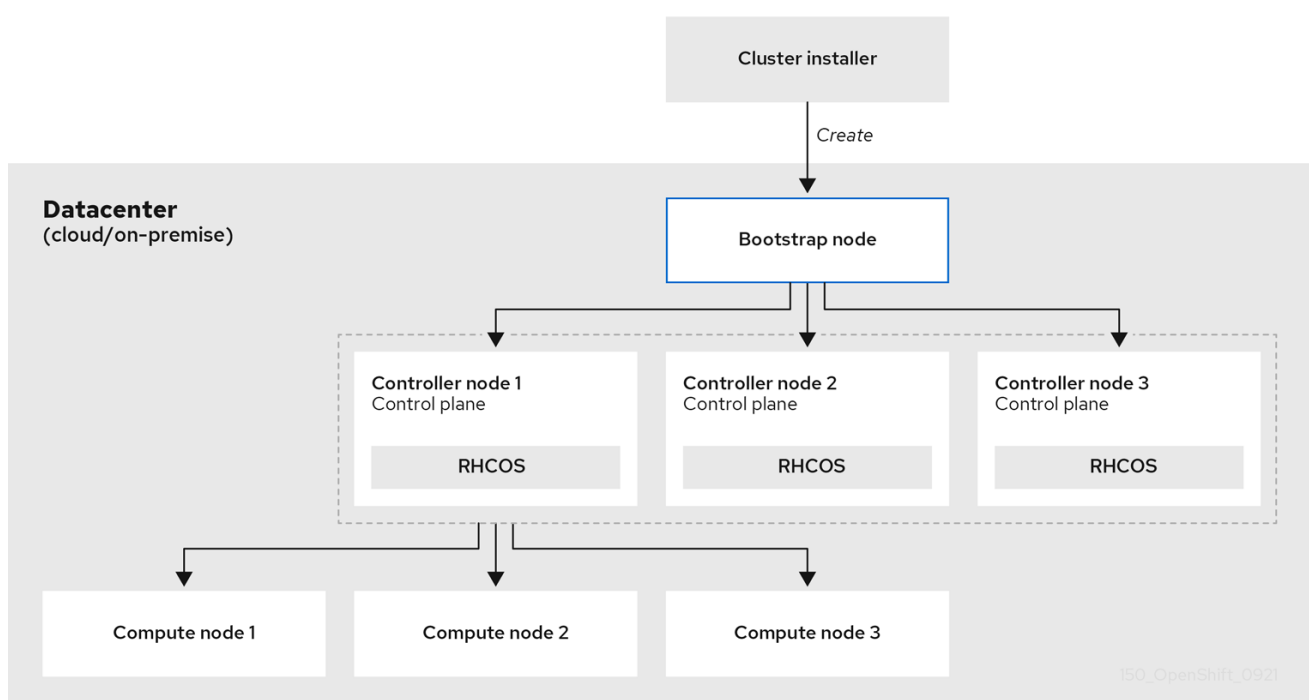 Cluster installer
Create
Datacenter
(cloud/on-premise)
Bootstrap node
Controller node 1
Control plane
RHCOS
Controller node 2
Control plane
RHCOS
Controller node 3
Control plane
RHCOS
Compute node 1
Compute node 2
Compute node 3
150_OpenShift_0921